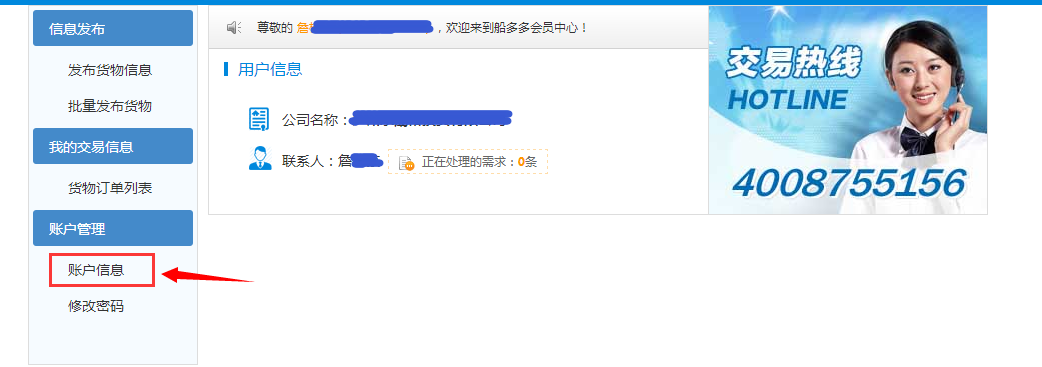 信息发布
发布货物信息
批量发布货物
我的交易信息
货物订单列表
账户管理
账户信息
修改密码
尊敬的 詹 ，欢迎来到船多多会员中心！
用户信息
公司名称：
联系人：詹
正在处理的需求：0条
交易热线
HOTLINE
4008755156